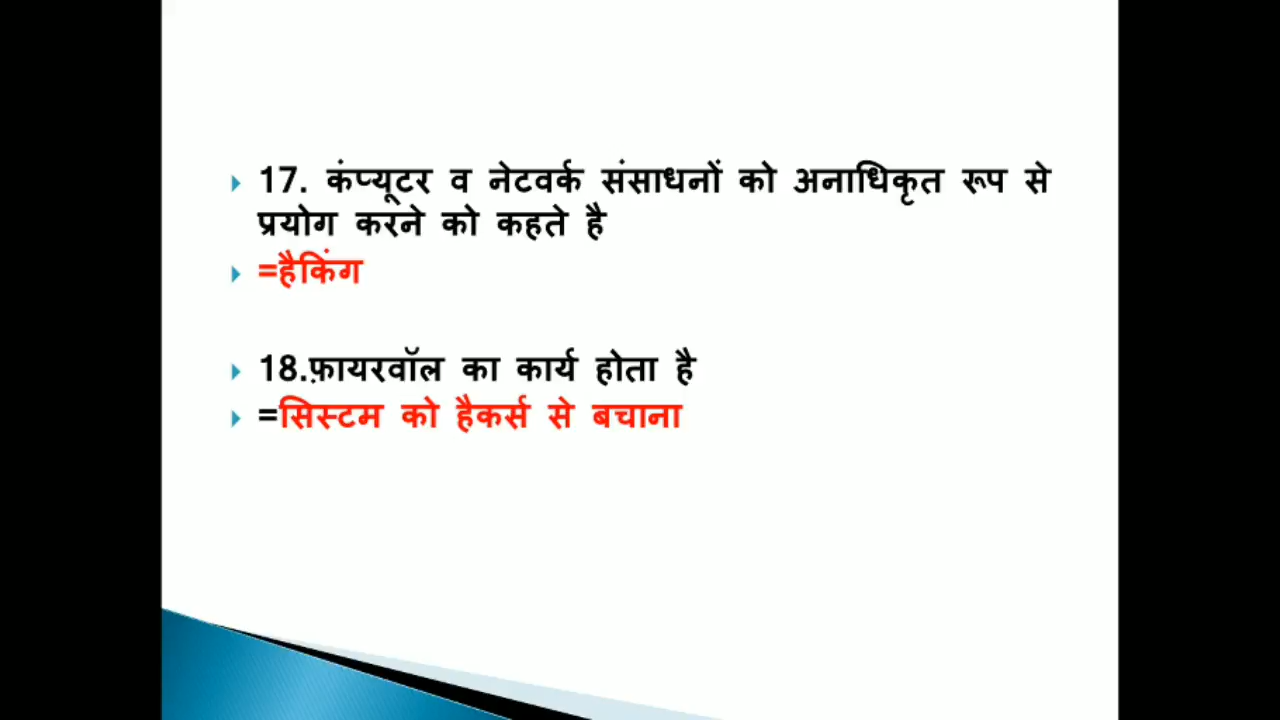 17. कंप्यूटर व नेटवर्क संसाधनों को अनाधिकृत रूप से
प्रयोग करने को कहते है
=हैकिंग
18.फ़ायरवॉल का कार्य होता है
=सिस्टम को हैकर्स से बचाना